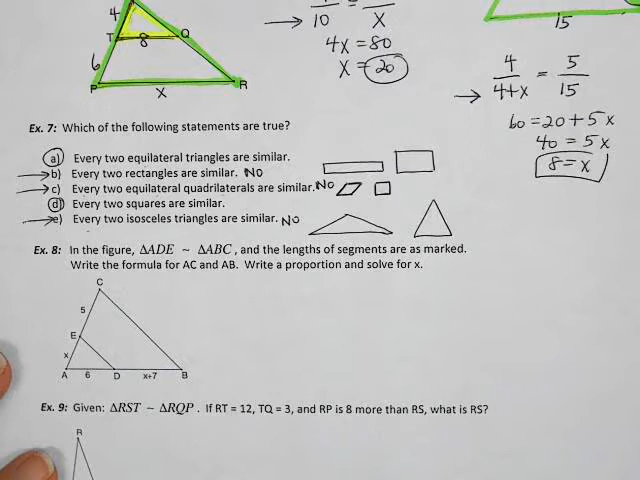 4
T 8 Q
6
P R
X
10 = X
4x = 80
x = 20
15
4 = 5
4+x 15
60 = 20 + 5x
40 = 5x
8 = x
Ex. 7: Which of the following statements are true?
a) Every two equilateral triangles are similar.
b) Every two rectangles are similar. NO
c) Every two equilateral quadrilaterals are similar. NO
d) Every two squares are similar.
e) Every two isosceles triangles are similar. NO
Ex. 8: In the figure, ΔADE ~ ΔABC, and the lengths of segments are as marked.
Write the formula for AC and AB. Write a proportion and solve for x.
C
5
E
x
A 6 D x+7 B
Ex. 9: Given: ΔRST ~ ΔRQP. If RT = 12, TQ = 3, and RP is 8 more than RS, what is RS?
R